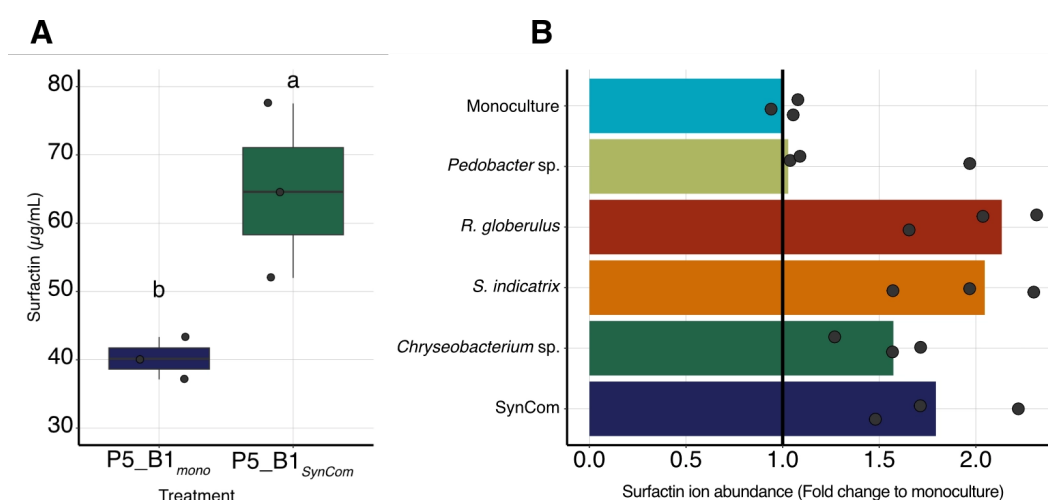 A
80
70
60
50
40
30
Surfactin (µg/mL)
a
b
P5_B1mono
P5_B1SynCom
Treatment
B
Monoculture
Pedobacter sp.
R. globerulus
S. indicatrix
Chryseobacterium sp.
SynCom
0.0 0.5 1.0 1.5 2.0
Surfactin ion abundance (Fold change to monoculture)